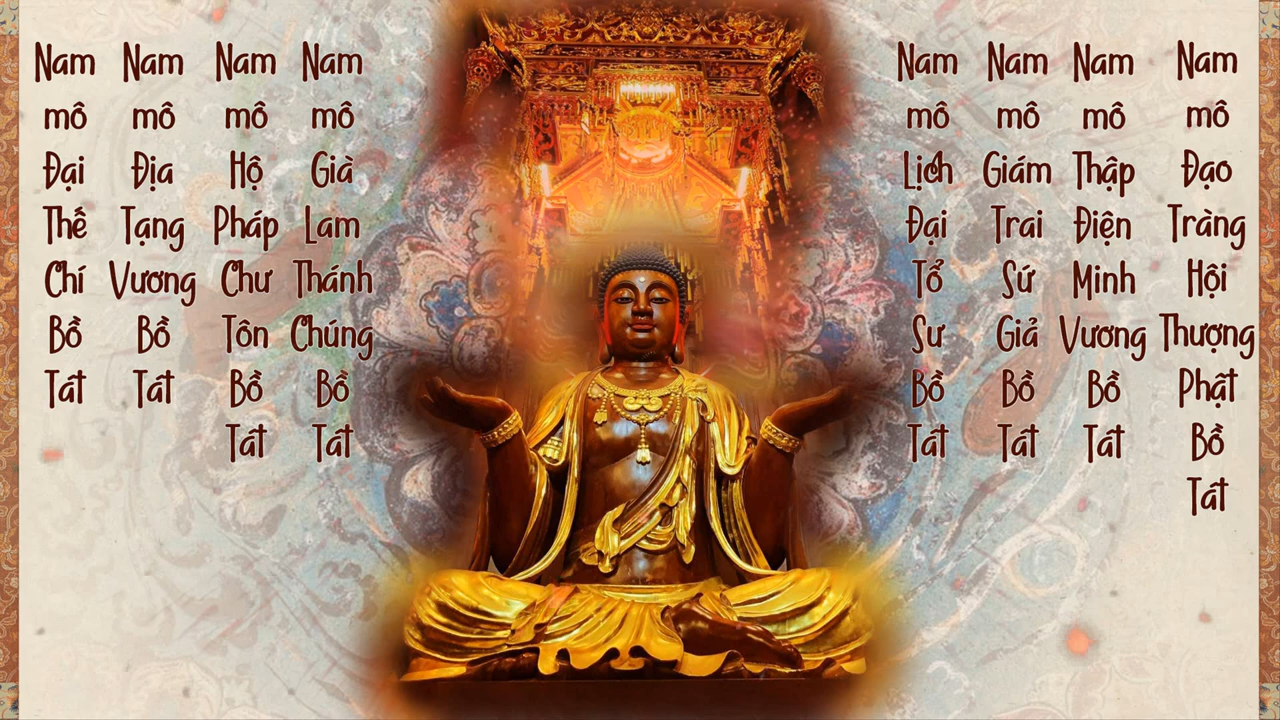 Nam mô Đại Thế Chí Bồ Tát
Nam mô Địa Tạng Vương Bồ Tát
Nam mô Hộ Pháp Chư Tôn Bồ Tát
Nam mô Già Lam Thánh Chúng Bồ Tát
Nam mô Lịch Đại Tổ Sư Bồ Tát
Nam mô Giám Trai Sứ Giả Bồ Tát
Nam mô Thập Điện Minh Vương Bồ Tát
Nam mô Đạo Tràng Hội Thượng Phật Bồ Tát